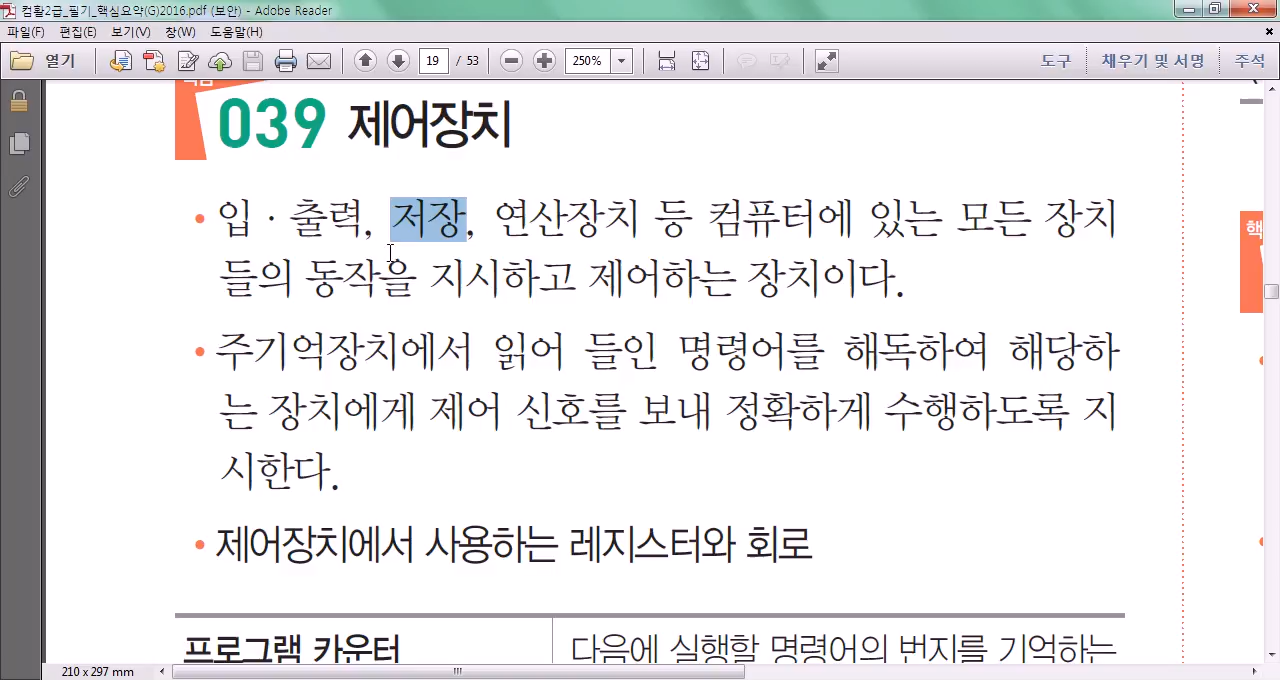 컴활2급_필기_핵심요약(G)2016.pdf (보안) - Adobe Reader
파일(F) 편집(E) 보기(V) 창(W) 도움말(H)
열기 19 / 53 250% 도구 채우기 및 서명 주석
039 제어장치
• 입·출력, 저장, 연산장치 등 컴퓨터에 있는 모든 장치
들의 동작을 지시하고 제어하는 장치이다.
핵
• 주기억장치에서 읽어 들인 명령어를 해독하여 해당하
는 장치에게 제어 신호를 보내 정확하게 수행하도록 지
시한다.
• 제어장치에서 사용하는 레지스터와 회로
프로그램 카운터 다음에 실행할 명령어의 번지를 기억하는
210 x 297 mm